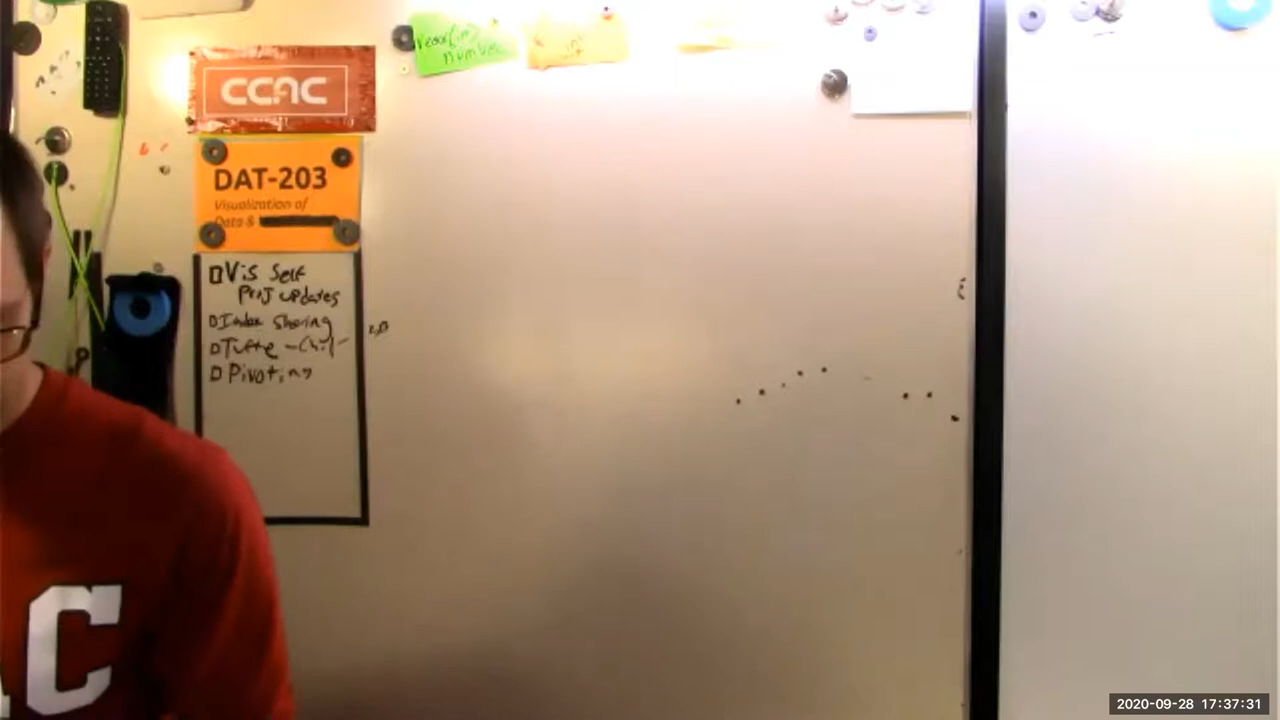 CCAC
number
DAT-203
Visualization of
Data &
Vis Self
Proj updates
Index sharing
Tufte -
Pivoting
C
2020-09-28 17:37:31